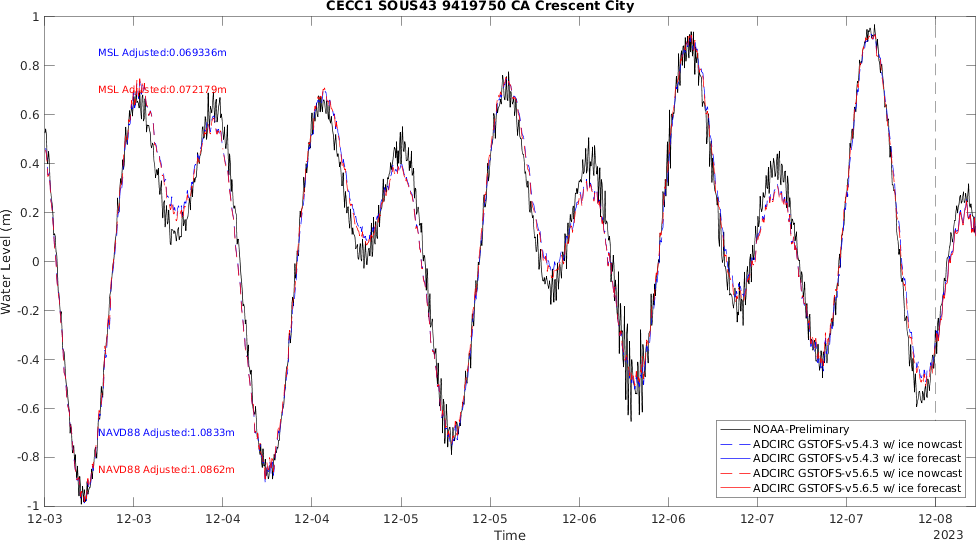 CECC1 SOUS43 9419750 CA Crescent City
1
0.8
0.6
0.4
0.2
0
-0.2
-0.4
-0.6
-0.8
-1
Water Level (m)
MSL Adjusted:0.069336m
MSL Adjusted:0.072179m
NAVD88 Adjusted:1.0833m
NAVD88 Adjusted:1.0862m
NOAA-Preliminary
ADCIRC GSTOFS-v5.4.3 w/ ice nowcast
ADCIRC GSTOFS-v5.4.3 w/ ice forecast
ADCIRC GSTOFS-v5.6.5 w/ ice nowcast
ADCIRC GSTOFS-v5.6.5 w/ ice forecast
12-03 12-03 12-04 12-04 12-05 12-05 12-06 12-06 12-07 12-07 12-08
2023
Time